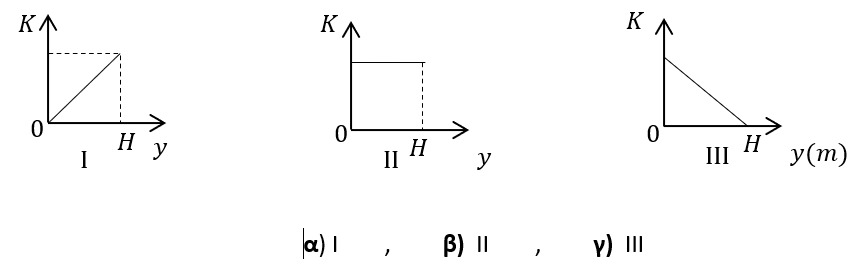 K K K
0 H y 0 H y 0 H y(m)
I II III
α) I , β) II , γ) III